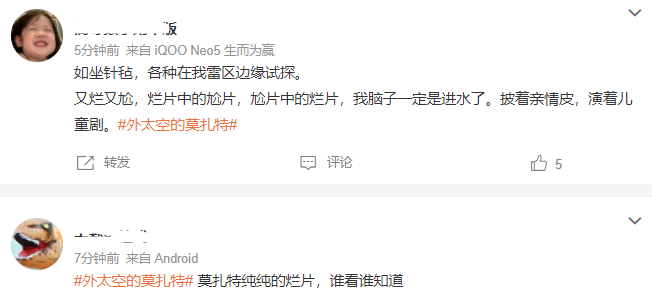 5分钟前 来自 iQOO Neo5 生而为赢
如坐针毡，各种在我雷区边缘试探。
又烂又尬，烂片中的尬片，尬片中的烂片，我脑子一定是进水了。披着亲情皮，演着儿
童剧。#外太空的莫扎特#
转发 评论 5
7分钟前 来自 Android
#外太空的莫扎特# 莫扎特纯纯的烂片，谁看谁知道